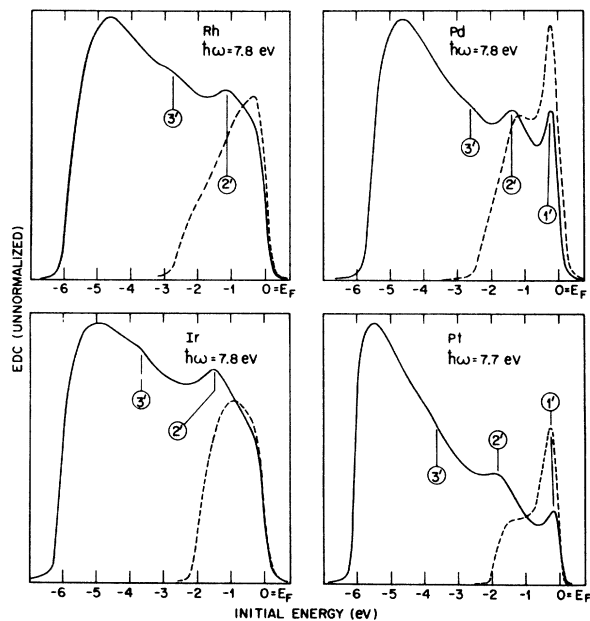 Rh
ħω = 7.8 eV
3'
2'
-6 -5 -4 -3 -2 -1 0=E_F
Pd
ħω = 7.8 eV
3'
2'
1'
-6 -5 -4 -3 -2 -1 0=E_F
EDC (UNNORMALIZED)
Ir
ħω = 7.8 eV
3'
2'
-6 -5 -4 -3 -2 -1 0=E_F
Pt
ħω = 7.7 eV
1'
2'
3'
-6 -5 -4 -3 -2 -1 0=E_F
INITIAL ENERGY (eV)